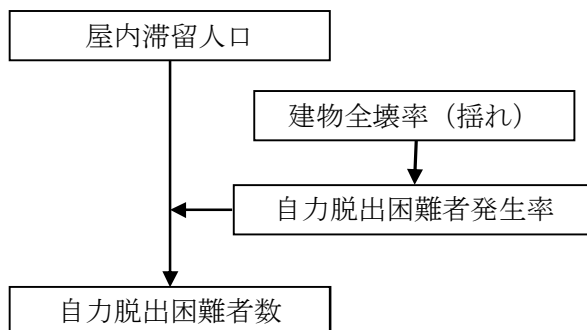 屋内滞留人口
建物全壊率（揺れ）
自力脱出困難者発生率
自力脱出困難者数